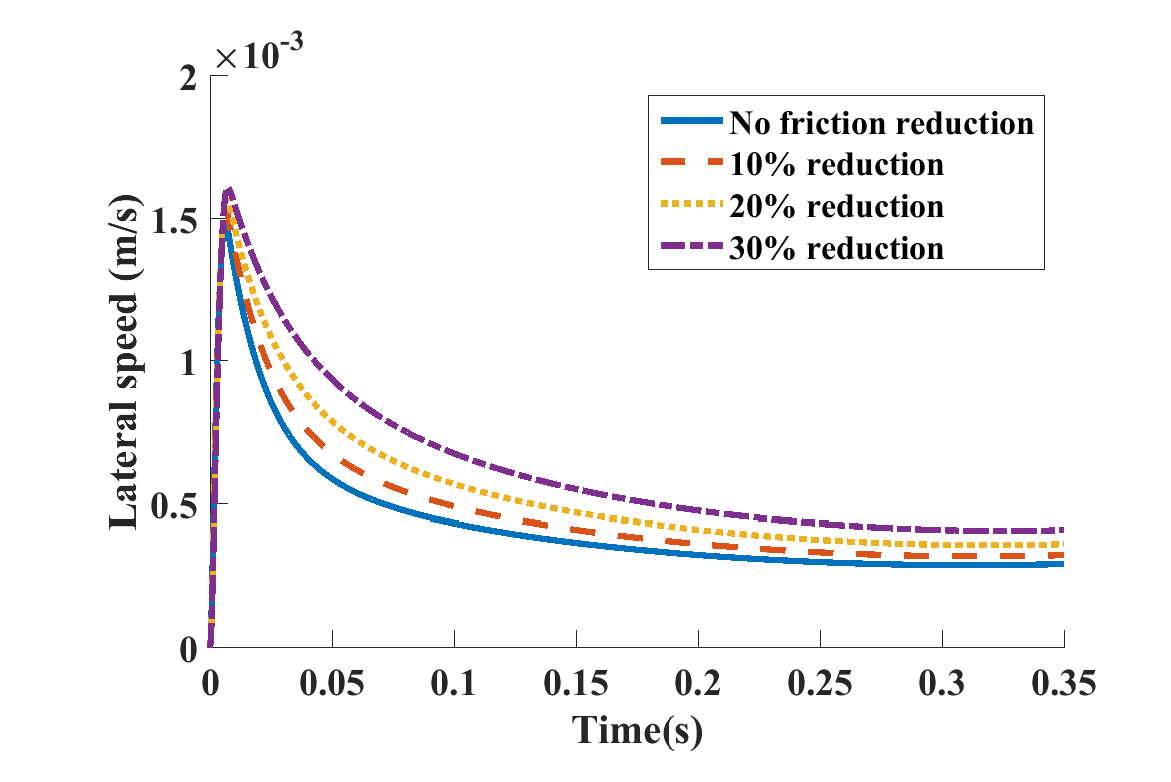 ×10-3
2
1.5
1
0.5
0
Lateral speed (m/s)
No friction reduction
10% reduction
20% reduction
30% reduction
0 0.05 0.1 0.15 0.2 0.25 0.3 0.35
Time(s)